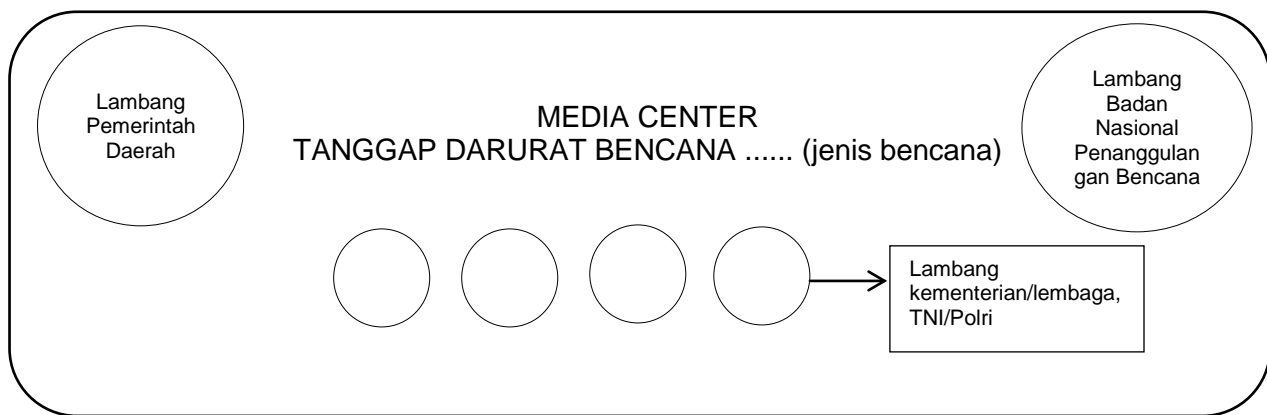 Lambang
Pemerintah
Daerah
MEDIA CENTER
TANGGAP DARURAT BENCANA ...... (jenis bencana)
Lambang
Badan
Nasional
Penanggulan
gan Bencana
Lambang
kementerian/lembaga,
TNI/Polri